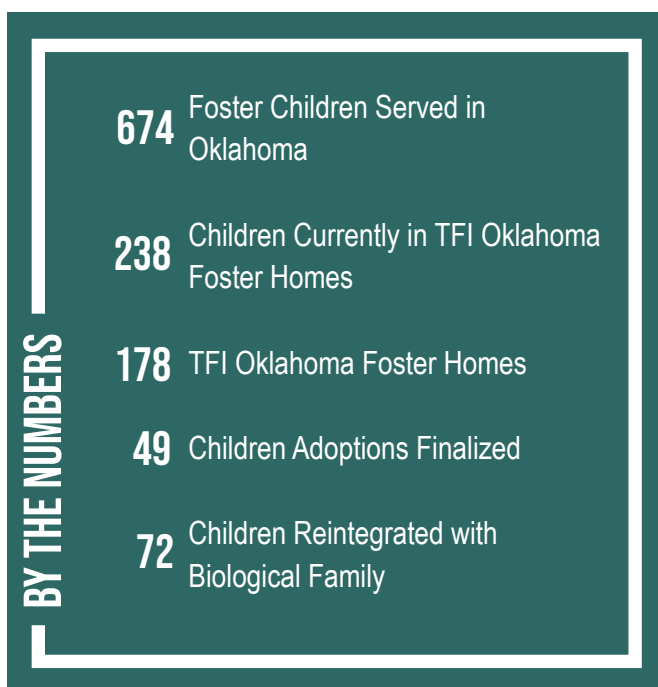 BY THE NUMBERS
674 Foster Children Served in
Oklahoma
238 Children Currently in TFI Oklahoma
Foster Homes
178 TFI Oklahoma Foster Homes
49 Children Adoptions Finalized
72 Children Reintegrated with
Biological Family